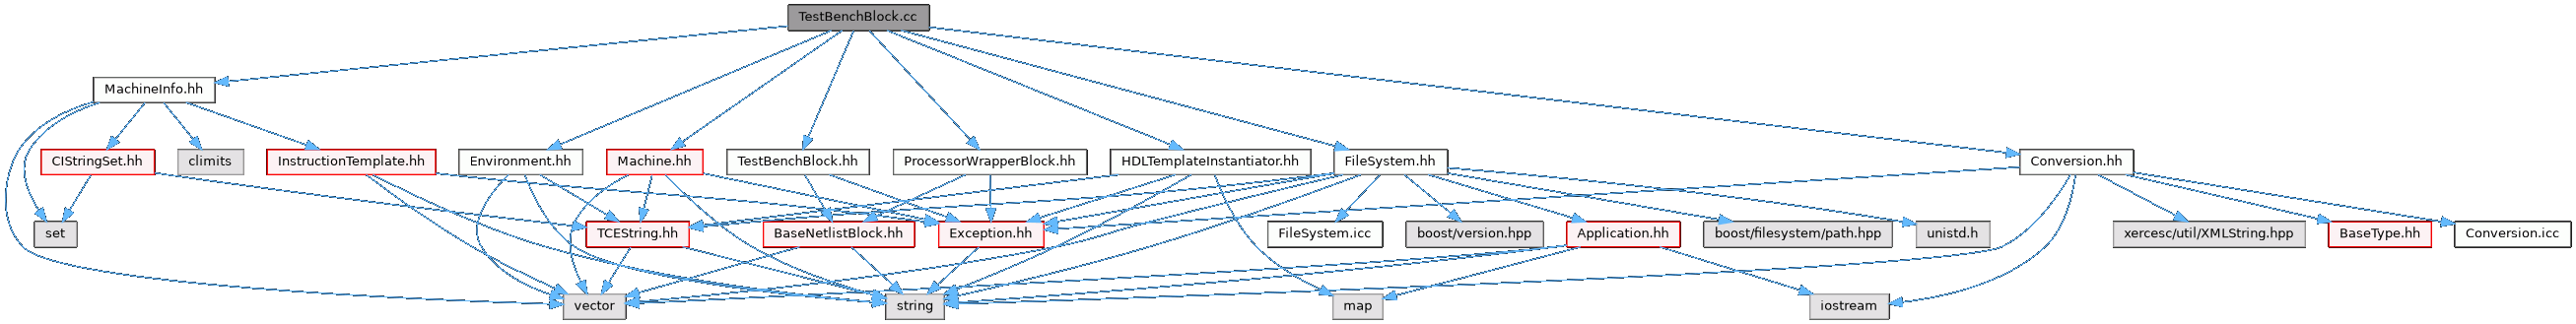 TestBenchBlock.cc
MachineInfo.hh
CIStringSet.hh
climits
InstructionTemplate.hh
Environment.hh
Machine.hh
TestBenchBlock.hh
ProcessorWrapperBlock.hh
HDLTemplateInstantiator.hh
FileSystem.hh
Conversion.hh
set
TCEString.hh
BaseNetlistBlock.hh
Exception.hh
FileSystem.icc
boost/version.hpp
Application.hh
boost/filesystem/path.hpp
unistd.h
xercesc/util/XMLString.hpp
BaseType.hh
Conversion.icc
vector
string
map
iostream